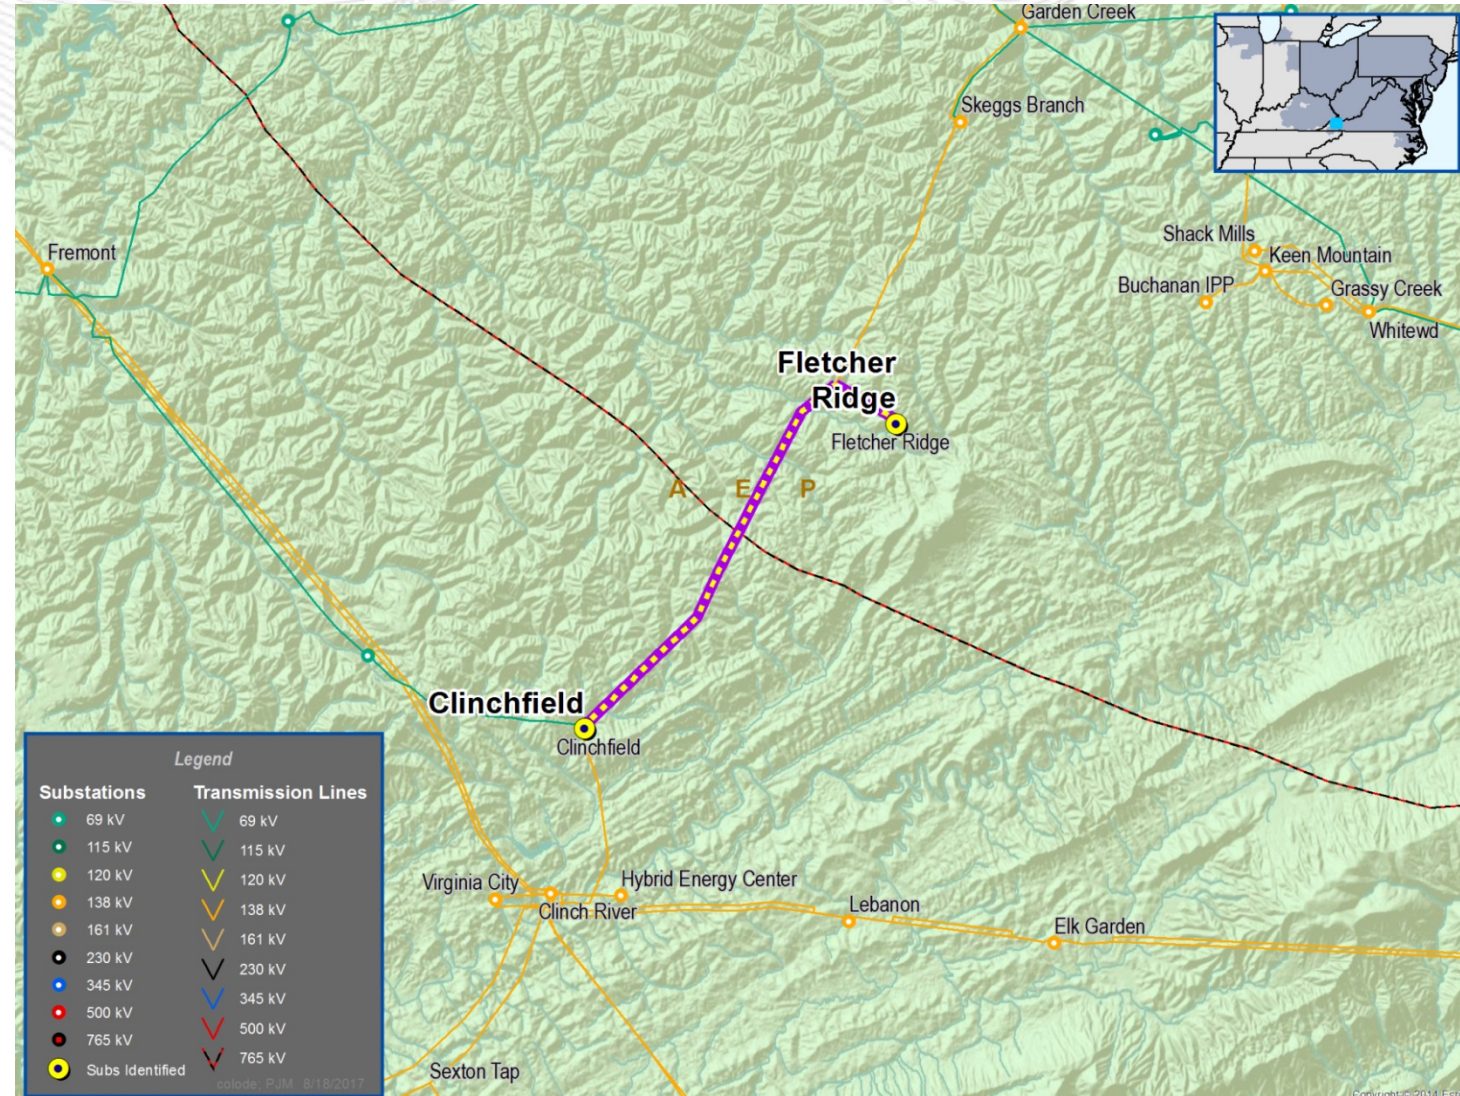 Garden Creek
Skeggs Branch
Fremont
Shack Mills
Keen Mountain
Buchanan IPP
Grassy Creek
Whitewd
Fletcher
Ridge
Fletcher Ridge
A E P
Clinchfield
Clinchfield
Legend
Substations
69 kV
115 kV
120 kV
138 kV
161 kV
230 kV
345 kV
500 kV
765 kV
Subs Identified
Transmission Lines
69 kV
115 kV
120 kV
138 kV
161 kV
230 kV
345 kV
500 kV
765 kV
colode; PJM 8/18/2017
Virginia City
Hybrid Energy Center
Clinch River
Lebanon
Elk Garden
Sexton Tap
Copyright:© 2014 Esri